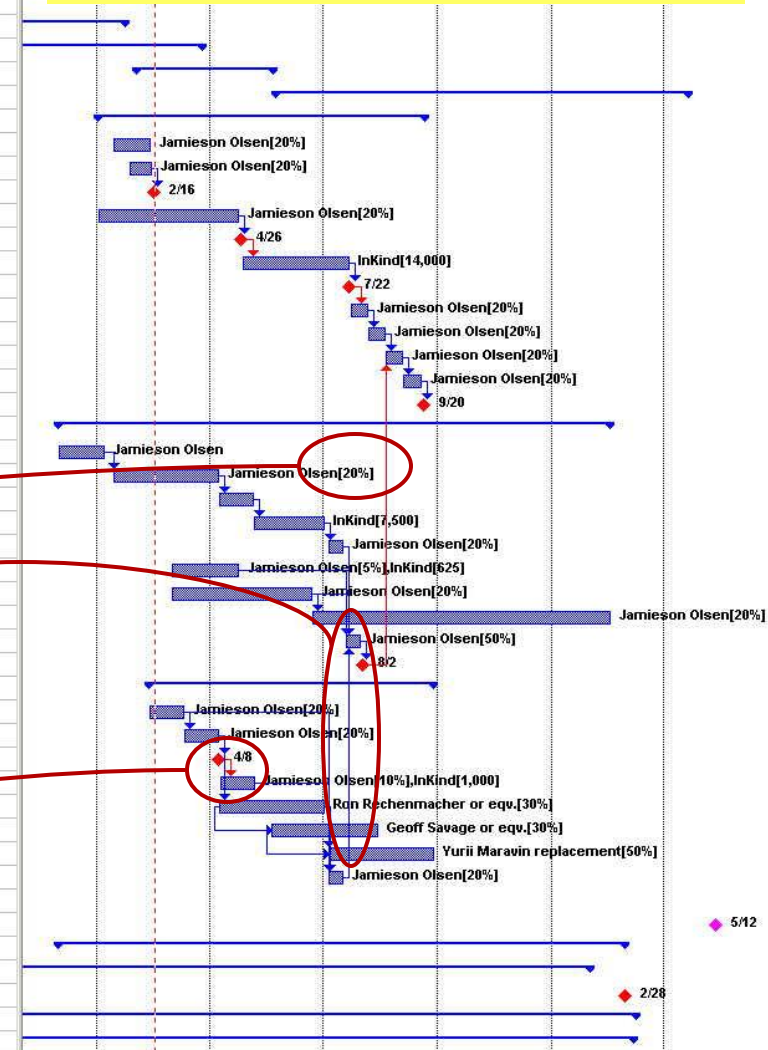 Jamieson Olsen[20%]
Jamieson Olsen[20%]
2/16
Jamieson Olsen[20%]
4/26
InKind[14,000]
7/22
Jamieson Olsen[20%]
Jamieson Olsen[20%]
Jamieson Olsen[20%]
Jamieson Olsen[20%]
9/20
Jamieson Olsen
Jamieson Olsen[20%]
InKind[7,500]
Jamieson Olsen[20%]
Jamieson Olsen[5%],InKind[625]
Jamieson Olsen[20%]
Jamieson Olsen[20%]
Jamieson Olsen[50%]
8/2
Jamieson Olsen[20%]
Jamieson Olsen[20%]
4/8
Jamieson Olsen[10%],InKind[1,000]
Ron Rechenmacher or eqv.[30%]
Geoff Savage or eqv.[30%]
Yurii Maravin replacement[50%]
Jamieson Olsen[20%]
5/12
2/28